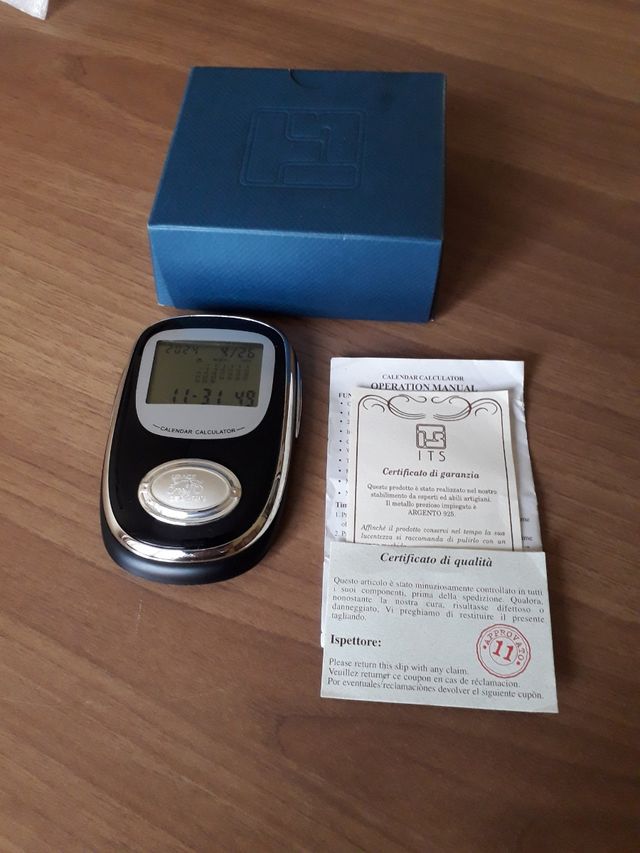 2024 4/26
11-31 49
CALENDAR CALCULATOR
CALENDAR CALCULATOR
OPERATION MANUAL
FUN
ITS
Certificato di garanzia
Questo prodotto è stato realizzato nel nostro
stabilimento da esperti ed abili artigiani.
Il metallo prezioso impiegato è
ARGENTO 925.
Affinché il prodotto conservi nel tempo la sua
lucentezza si raccomanda di pulirlo con un
Certificato di qualità
Questo articolo è stato minuziosamente controllato in tutti
i suoi componenti, prima della spedizione. Qualora,
nonostante la nostra cura, risultasse difettoso o
danneggiato, Vi preghiamo di restituire il presente
tagliando.
Ispettore:
APPROVATO
11
Please return this slip with any claim.
Veuillez returner ce coupon en cas de réclamacion.
Por eventuales/reclamaciònes devolver el siguiente cupòn.